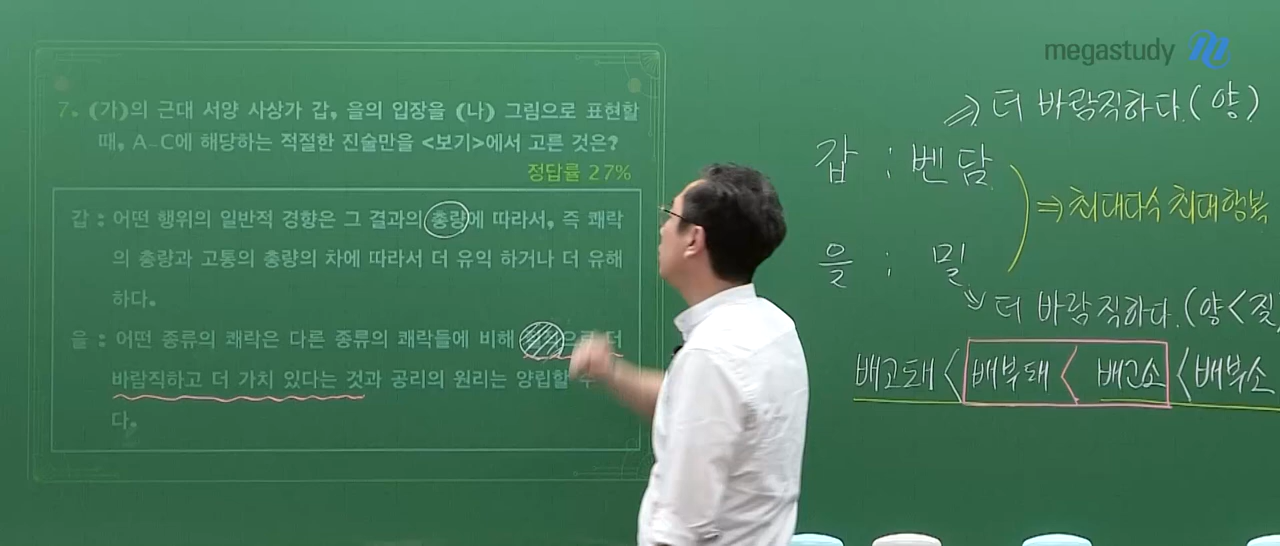 megastudy
7. (가)의 근대 서양 사상가 갑, 을의 입장을 (나) 그림으로 표현할
때, A~C에 해당하는 적절한 진술만을 <보기>에서 고른 것은?
정답률 27%
갑 : 어떤 행위의 일반적 경향은 그 결과의 총량에 따라서, 즉 쾌락
의 총량과 고통의 총량의 차에 따라서 더 유익 하거나 더 유해
하다.
을 : 어떤 종류의 쾌락은 다른 종류의 쾌락들에 비해 더
바람직하고 더 가치 있다는 것과 공리의 원리는 양립할
다.
⇒ 더 바람직하다.(양)
갑 : 벤담
⇒ 최대다수 최대행복
을 : 밀
⇒ 더 바람직하다.(양<질
배고돼 < 배부돼 < 배고소 < 배부소